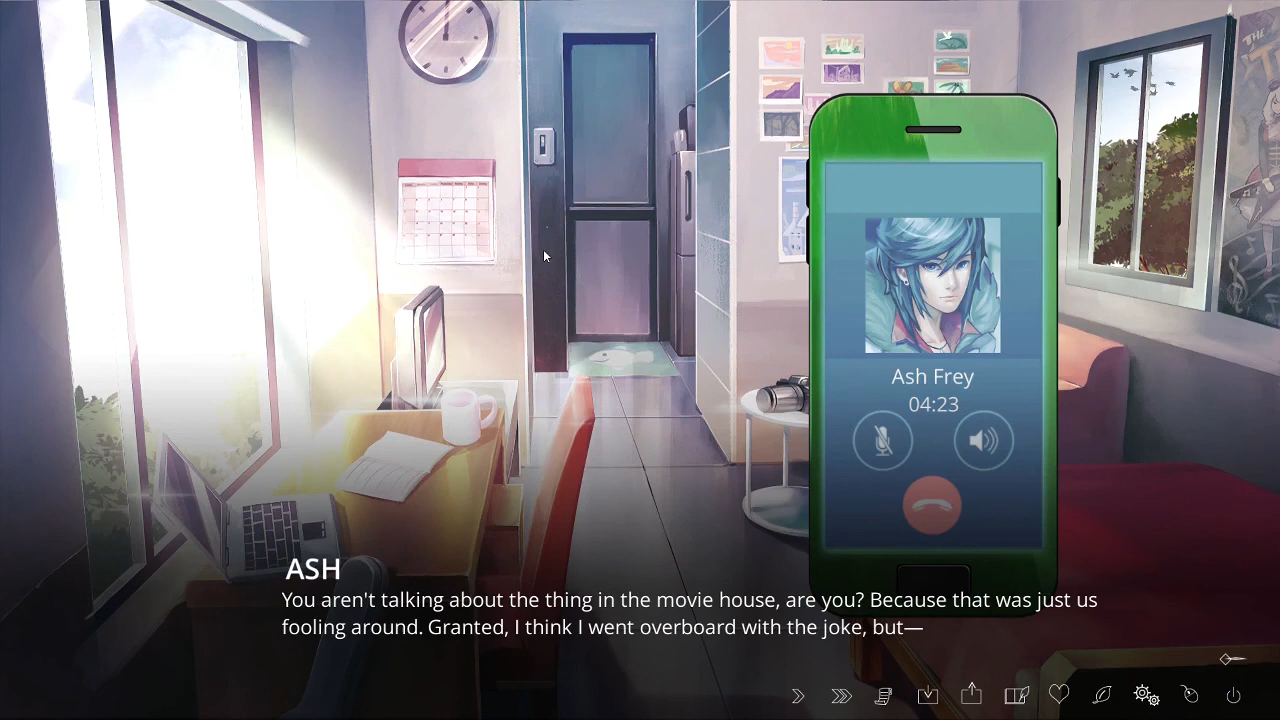 THE
Ash Frey
04:23
ASH
You aren't talking about the thing in the movie house, are you? Because that was just us
fooling around. Granted, I think I went overboard with the joke, but—